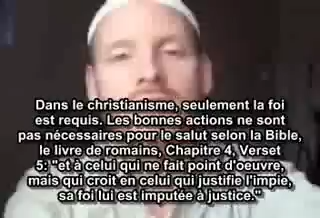 Dans le christianisme, seulement la foi
est requis. Les bonnes actions ne sont
pas nécessaires pour le salut selon la Bible,
le livre de romains, Chapitre 4, Verset
5: "et à celui qui ne fait point d'oeuvre,
mais qui croit en celui qui justifie l'impie,
sa foi lui est imputée à justice."